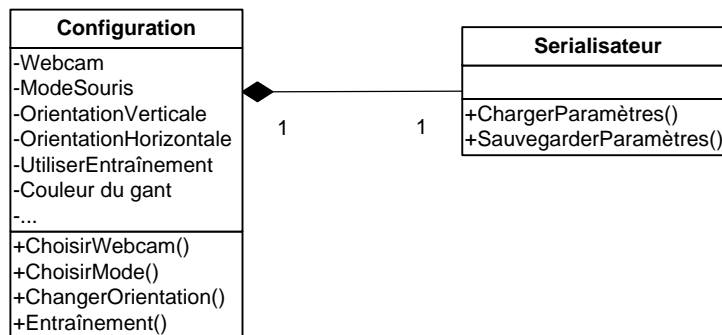 Configuration
-Webcam
-ModeSouris
-OrientationVerticale
-OrientationHorizontale
-UtiliserEntraînement
-Couleur du gant
-...
+ChoisirWebcam()
+ChoisirMode()
+ChangerOrientation()
+Entraînement()
1
1
Serialisateur
+ChargerParamètres()
+SauvegarderParamètres()